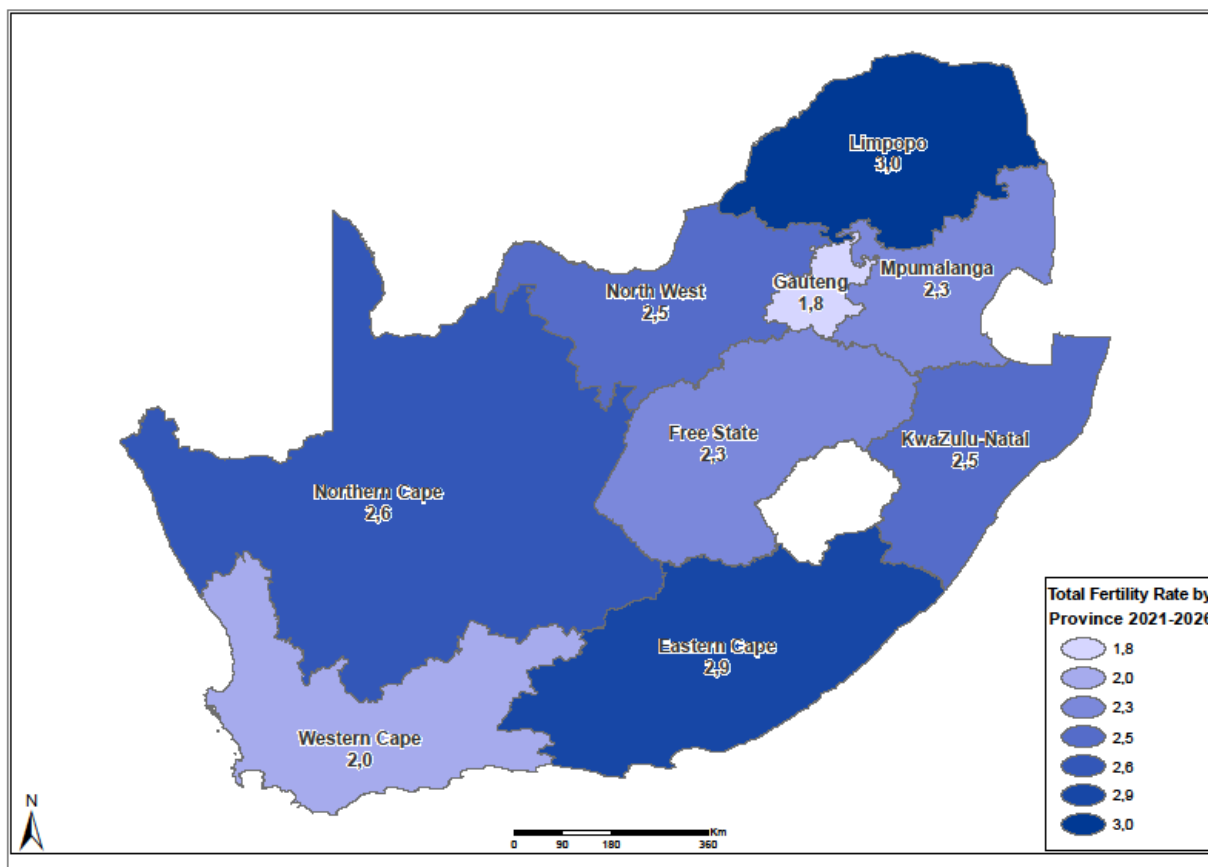 Limpopo
3,0
Mpumalanga
2,3
Gauteng
1,8
North West
2,5
Free State
2,3
KwaZulu-Natal
2,5
Northern Cape
2,6
Eastern Cape
2,9
Western Cape
2,0
Total Fertility Rate by
Province 2021-2026
1,8
2,0
2,3
2,5
2,6
2,9
3,0
N
Km
0 90 180 360